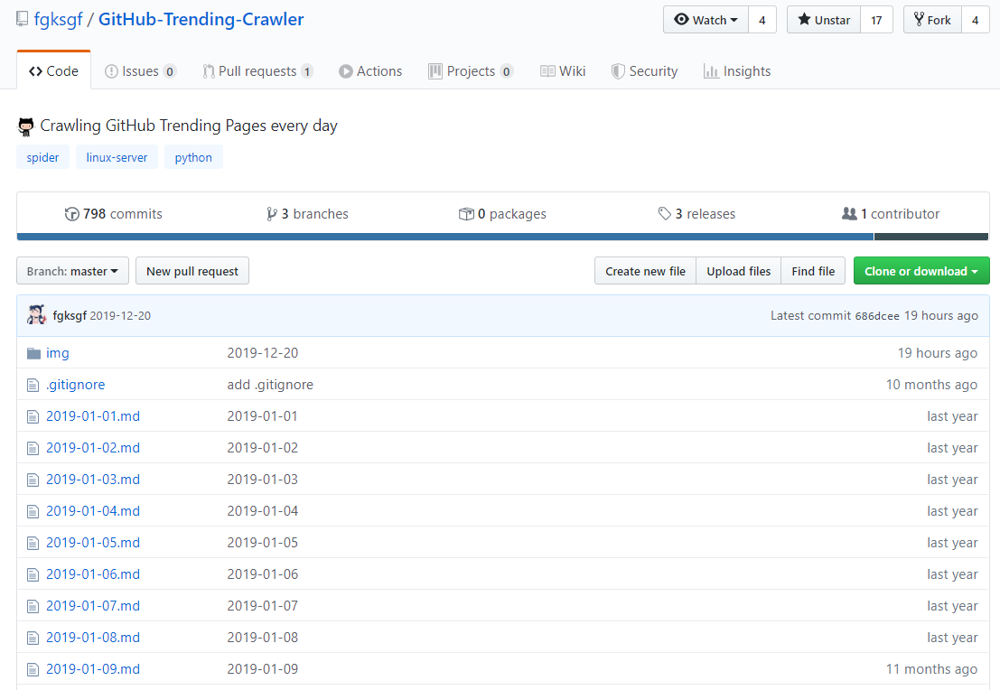 fgksgf / GitHub-Trending-Crawler Watch 4 Unstar 17 Fork 4
Code Issues 0 Pull requests 1 Actions Projects 0 Wiki Security Insights
Crawling GitHub Trending Pages every day
spider linux-server python
798 commits 3 branches 0 packages 3 releases 1 contributor
Branch: master New pull request Create new file Upload files Find file Clone or download
fgksgf 2019-12-20 Latest commit 686dcee 19 hours ago
img 2019-12-20 19 hours ago
.gitignore add .gitignore 10 months ago
2019-01-01.md 2019-01-01 last year
2019-01-02.md 2019-01-02 last year
2019-01-03.md 2019-01-03 last year
2019-01-04.md 2019-01-04 last year
2019-01-05.md 2019-01-05 last year
2019-01-06.md 2019-01-06 last year
2019-01-07.md 2019-01-07 last year
2019-01-08.md 2019-01-08 last year
2019-01-09.md 2019-01-09 11 months ago